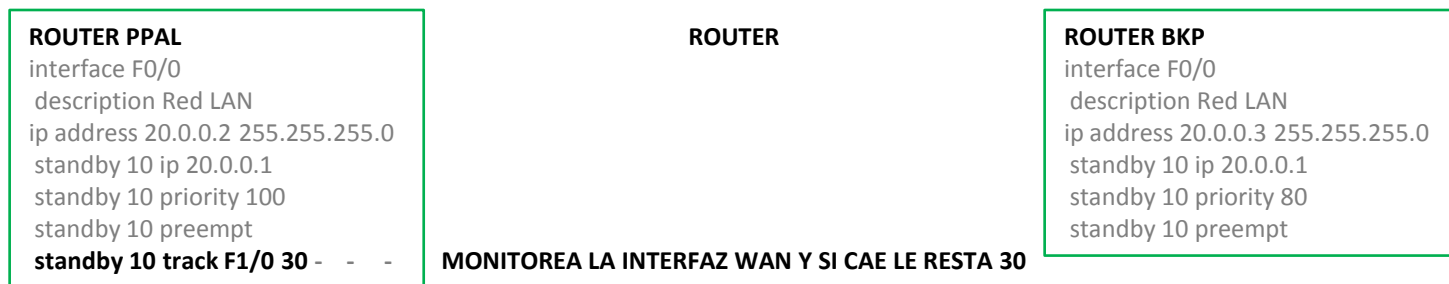 ROUTER PPAL
interface F0/0
description Red LAN
ip address 20.0.0.2 255.255.255.0
standby 10 ip 20.0.0.1
standby 10 priority 100
standby 10 preempt
standby 10 track F1/0 30 - - - MONITOREA LA INTERFAZ WAN Y SI CAE LE RESTA 30
ROUTER
ROUTER BKP
interface F0/0
description Red LAN
ip address 20.0.0.3 255.255.255.0
standby 10 ip 20.0.0.1
standby 10 priority 80
standby 10 preempt